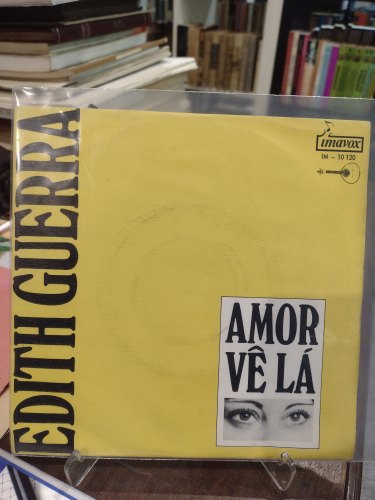 EDITH GUERRA
imavox
IM - 10 120
AMOR
VÊ LÁ